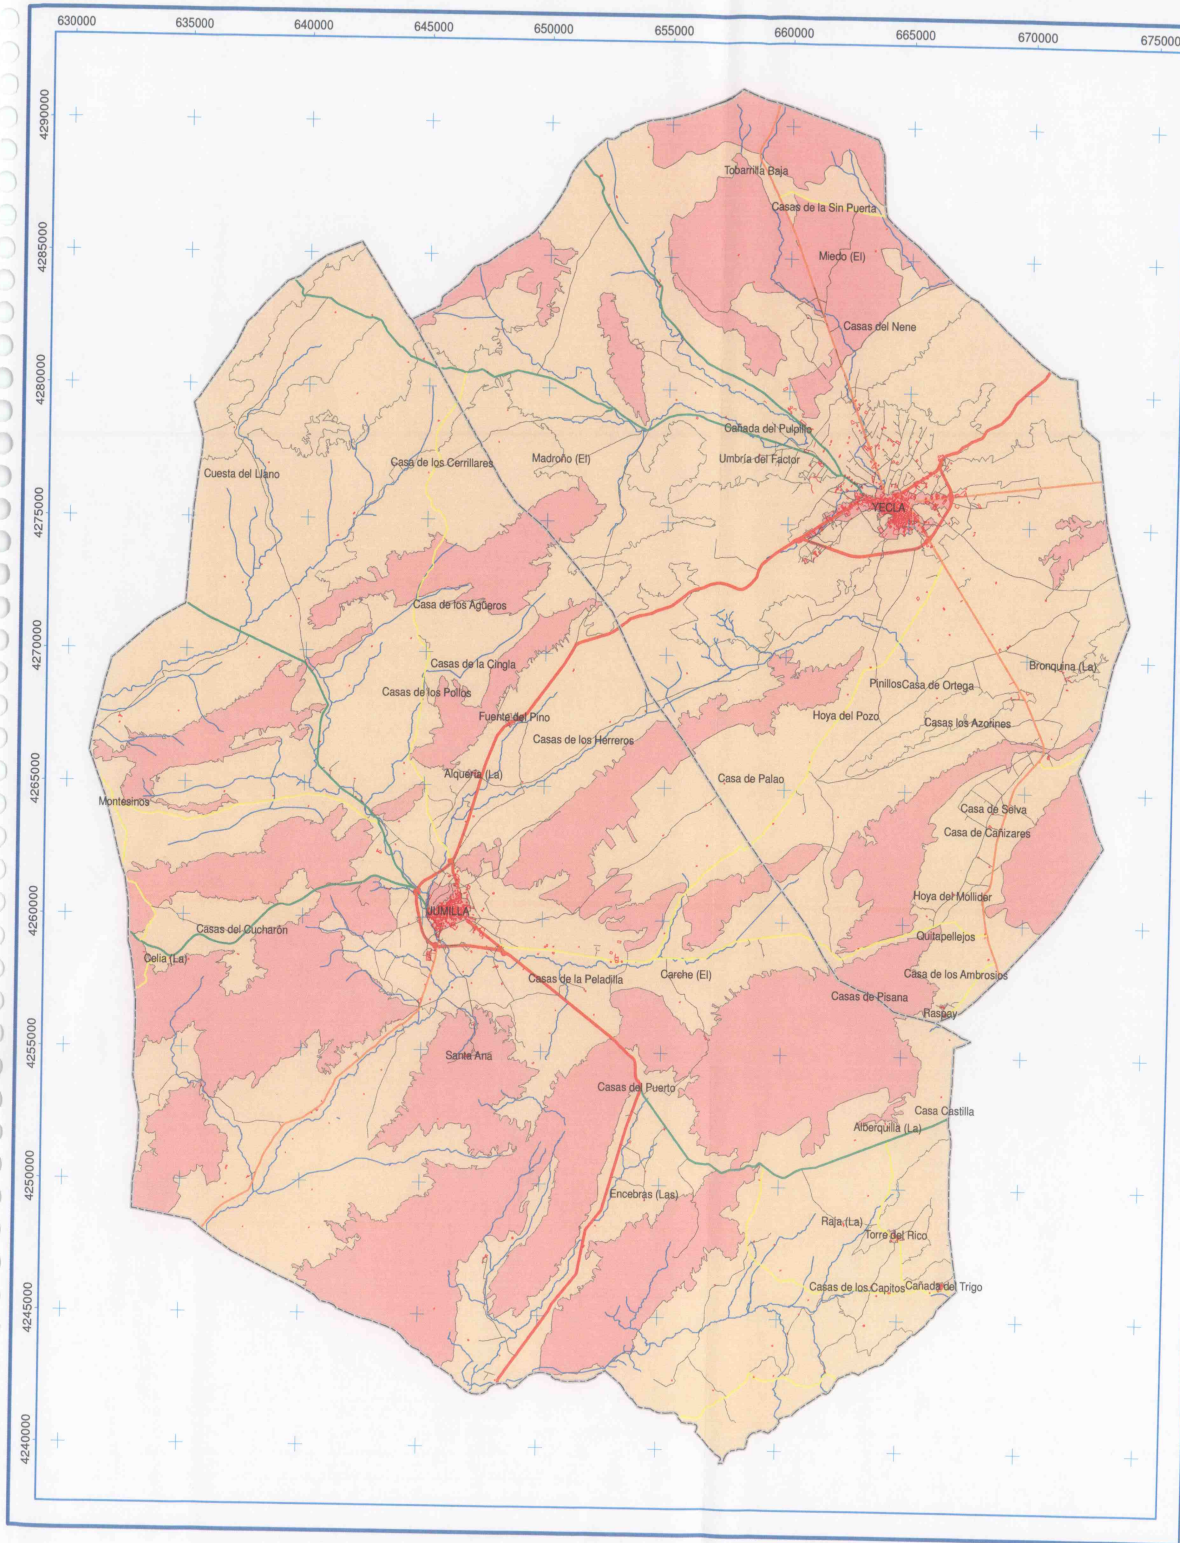 630000 635000 640000 645000 650000 655000 660000 665000 670000 675000
4290000
4285000
4280000
4275000
4270000
4265000
4260000
4255000
4250000
4245000
4240000
Tobarrilla Baja
Casas de la Sin Puerta
Miedo (El)
Casas del Nene
Cañada del Pulpillo
Umbría del Factor
Madroño (El)
Casa de los Cerrillares
Cuesta del Llano
YECLA
Casa de los Agüeros
Casas de la Cingla
Casas de los Pollos
Bronquina (La)
Pinillos
Casa de Ortega
Hoya del Pozo
Fuente del Pino
Casas los Azorines
Casas de los Herreros
Alquería (La)
Casa de Palao
Montesinos
Casa de Selva
Casa de Cañizares
Hoya del Mollidar
JUMILLA
Casas del Cucharón
Quitapellejos
Celia (La)
Casas de la Peladilla
Carche (El)
Casa de los Ambrosios
Casas de Pisana
Raspay
Santa Ana
Casas del Puerto
Casa Castilla
Alberquilla (La)
Encebras (Las)
Raja (La)
Torre del Rico
Casas de los Capitos
Cañada del Trigo